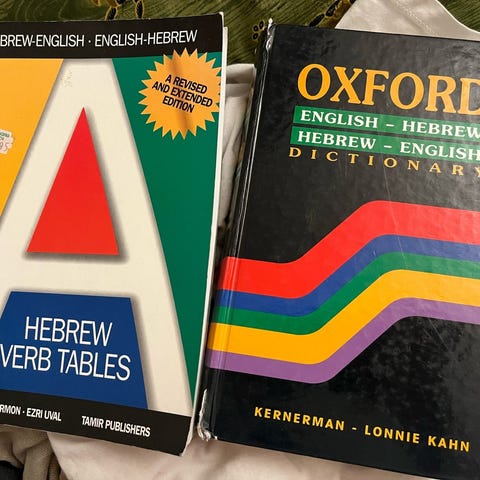 BREW-ENGLISH · ENGLISH-HEBREW
A REVISED
AND EXTENDED
EDITION
HEBREW
VERB TABLES
RMON - EZRI UVAL TAMIR PUBLISHERS
OXFORD
ENGLISH - HEBREW
HEBREW - ENGLISH
DICTIONARY
KERNERMAN - LONNIE KAHN